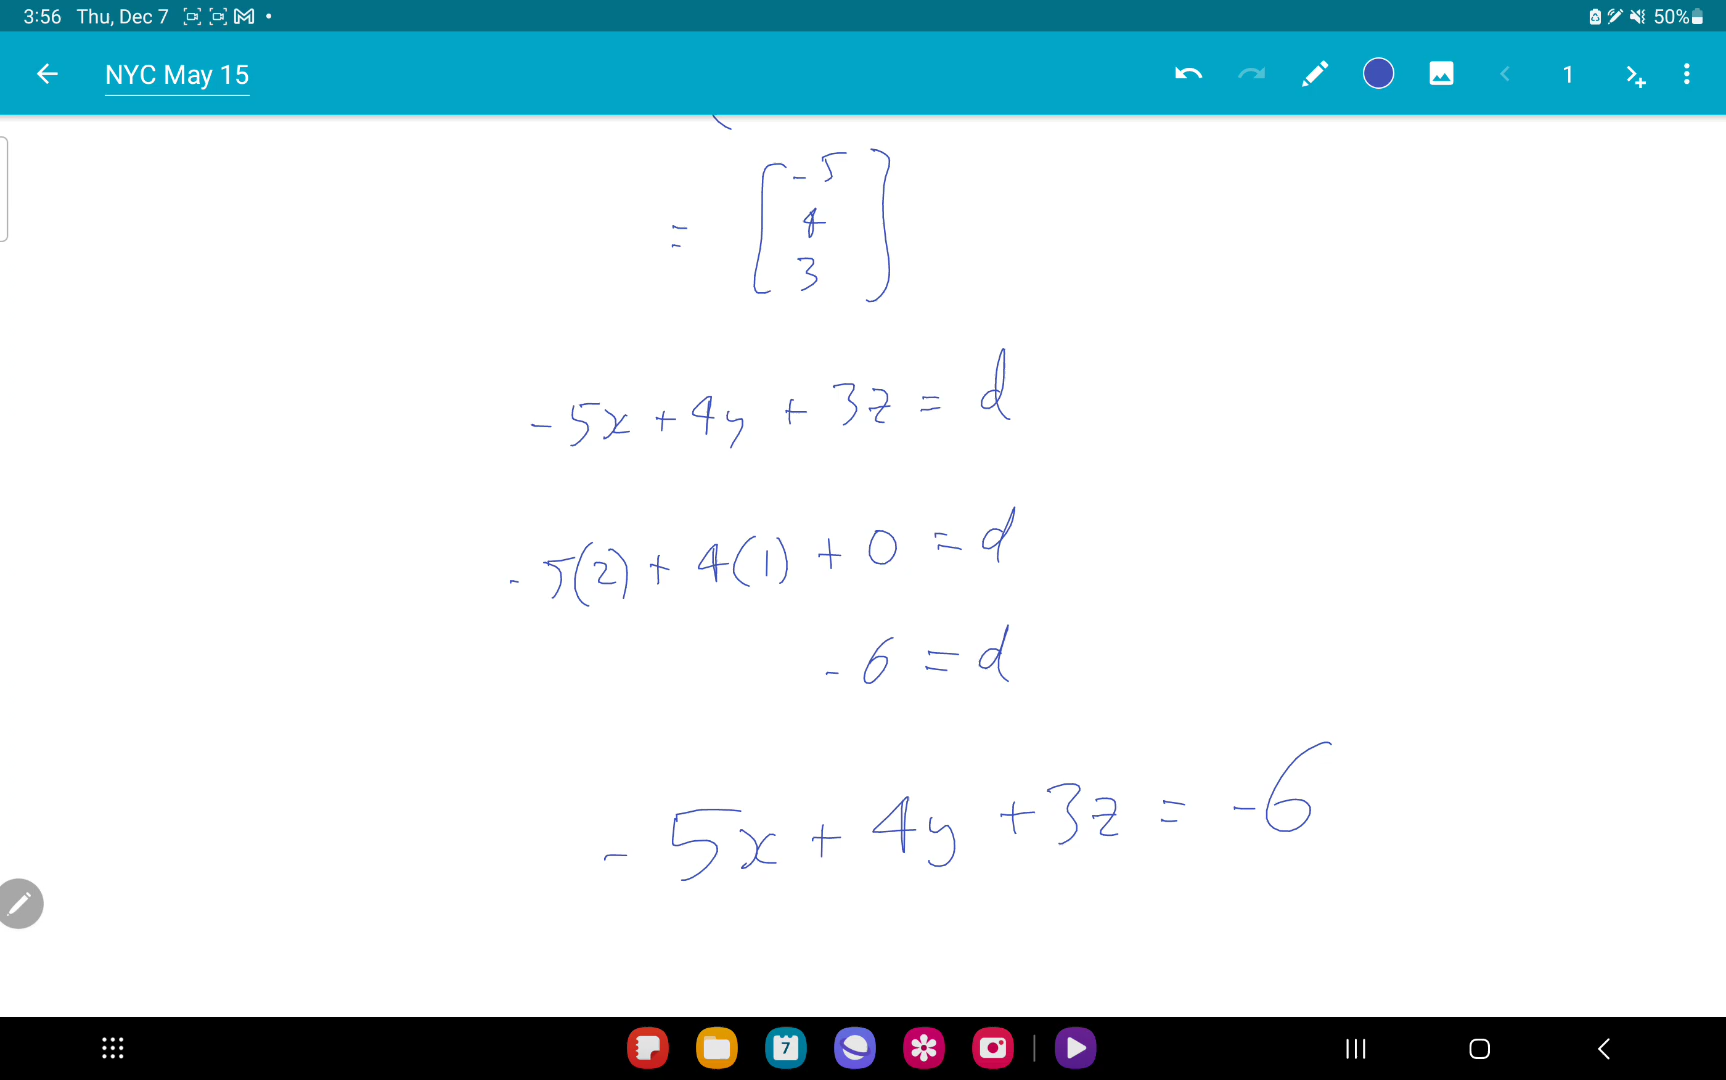 3:56 Thu, Dec 7 50%
NYC May 15 1
= [-5
4
3]
-5x + 4y + 3z = d
-5(2) + 4(1) + 0 = d
-6 = d
-5x + 4y + 3z = -6
7